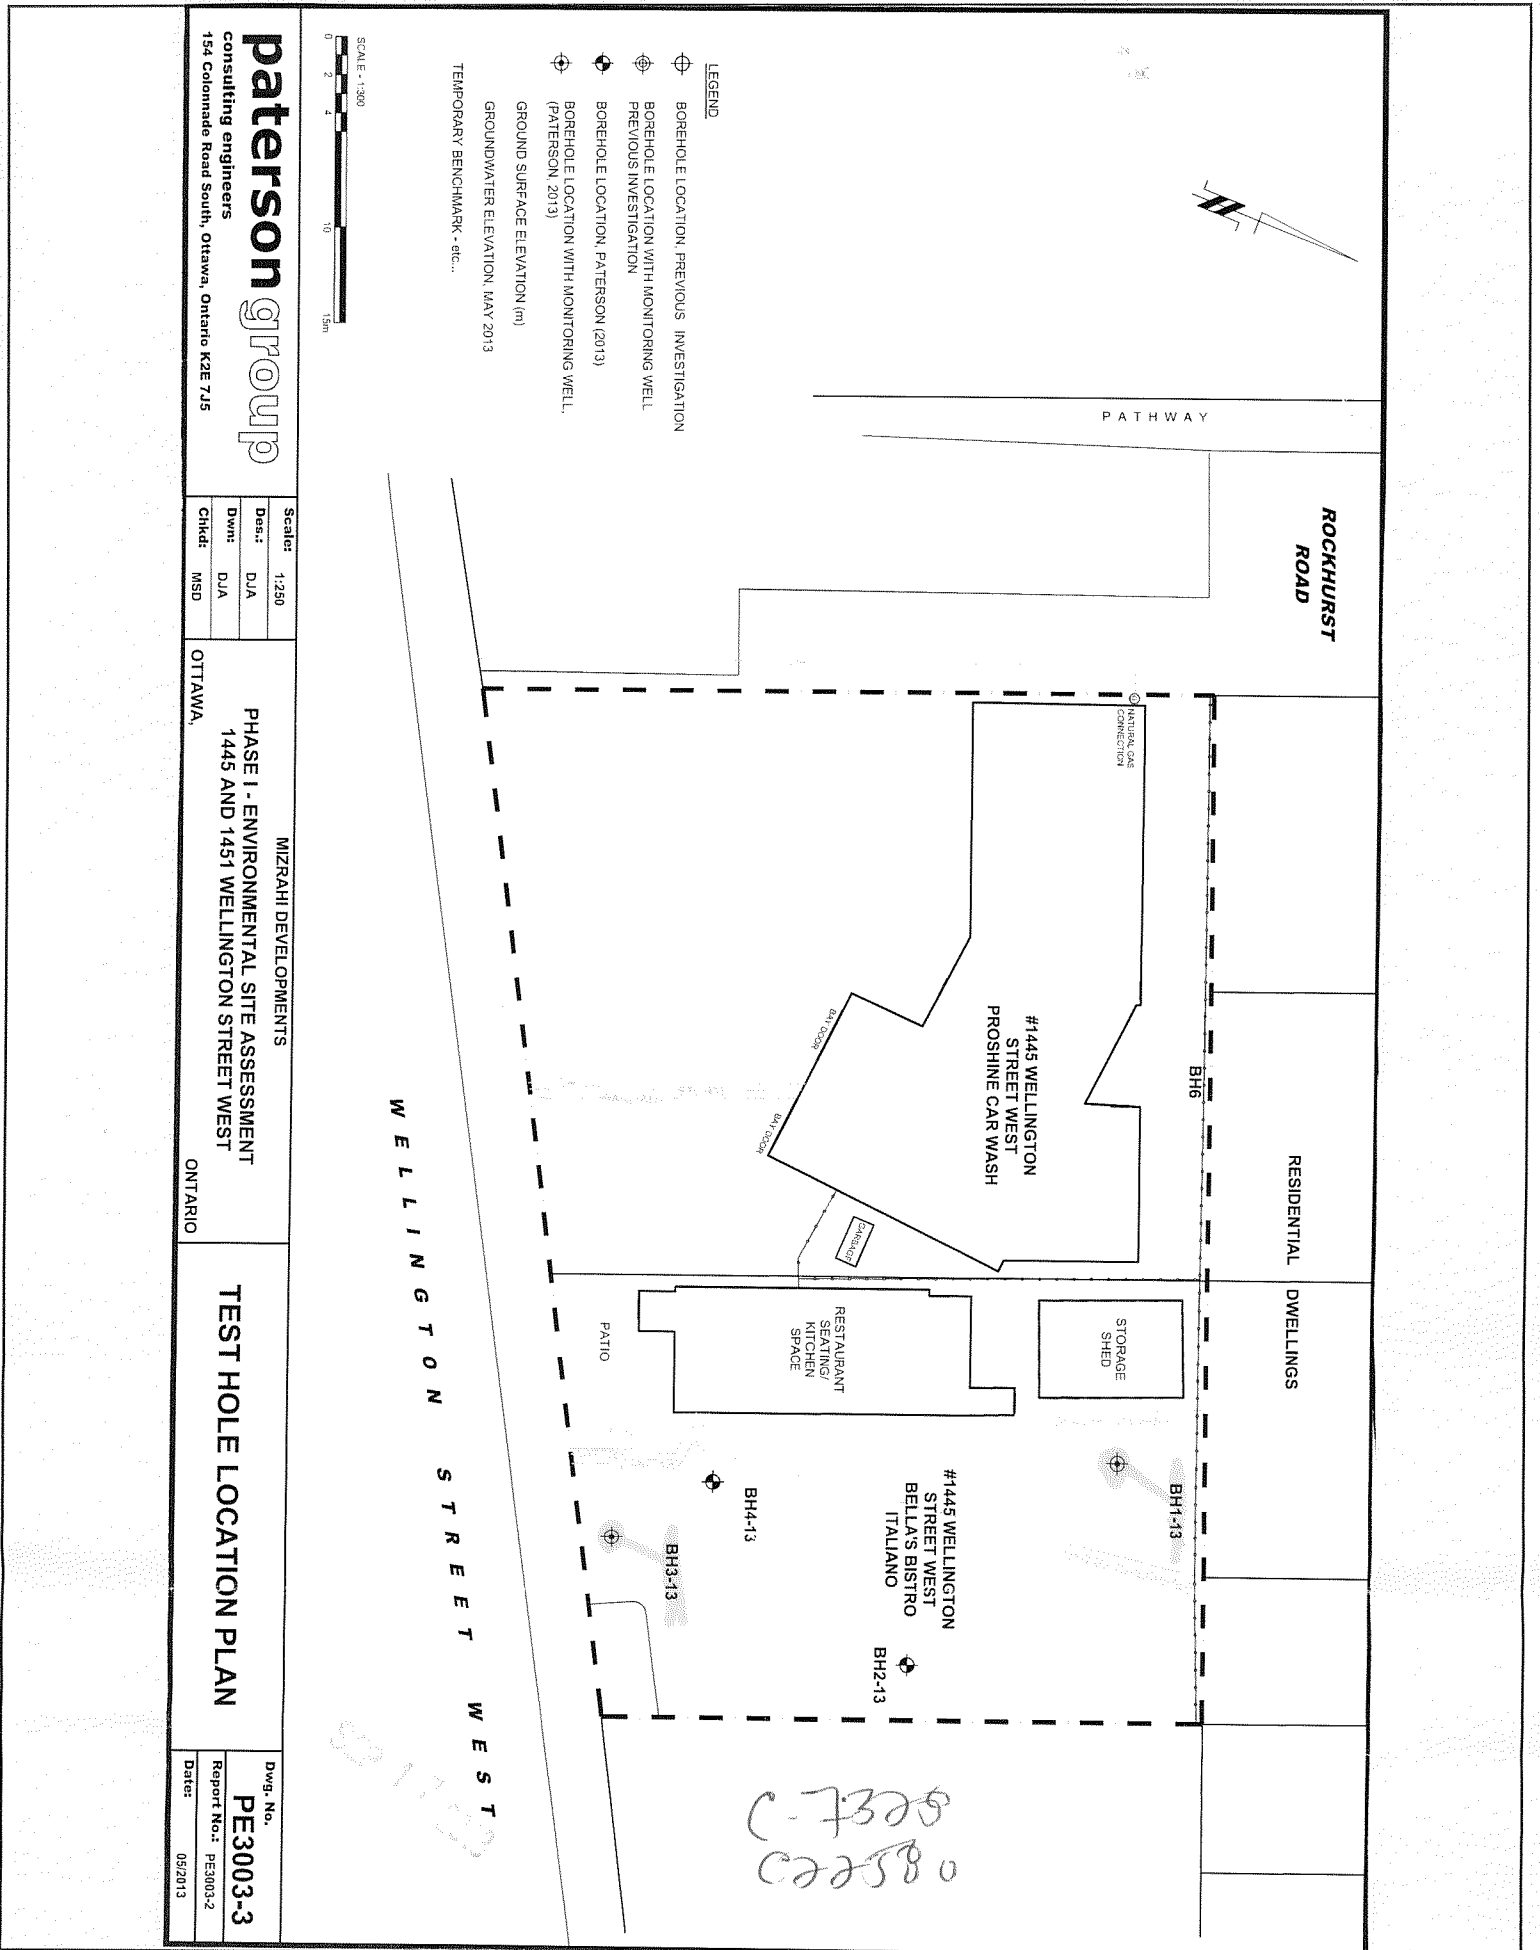 ROCKHURST
ROAD
PATHWAY
RESIDENTIAL DWELLINGS
NATURAL GAS
CONNECTION
BH6
#1445 WELLINGTON
STREET WEST
PROSHINE CAR WASH
BAY DOOR
BAY DOOR
GARBAGE
STORAGE
SHED
RESTAURANT
SEATING/
KITCHEN
SPACE
PATIO
BH1-13
#1445 WELLINGTON
STREET WEST
BELLA'S BISTRO
ITALIANO
BH2-13
BH4-13
BH3-13
WELLINGTON STREET WEST
C-7325
C22580
LEGEND
BOREHOLE LOCATION, PREVIOUS INVESTIGATION
BOREHOLE LOCATION WITH MONITORING WELL
PREVIOUS INVESTIGATION
BOREHOLE LOCATION, PATERSON (2013)
BOREHOLE LOCATION WITH MONITORING WELL,
(PATERSON, 2013)
GROUND SURFACE ELEVATION (m)
GROUNDWATER ELEVATION, MAY 2013
TEMPORARY BENCHMARK - etc...
SCALE - 1:300
0 2 4 10 15m
patersongroup
consulting engineers
154 Colonnade Road South, Ottawa, Ontario K2E 7J5
Scale: 1:250
Des.: DJA
Dwn: DJA
Chkd: MSD
MIZRAHI DEVELOPMENTS
PHASE I - ENVIRONMENTAL SITE ASSESSMENT
1445 AND 1451 WELLINGTON STREET WEST
OTTAWA, ONTARIO
TEST HOLE LOCATION PLAN
Dwg. No.
PE3003-3
Report No.: PE3003-2
Date: 05/2013